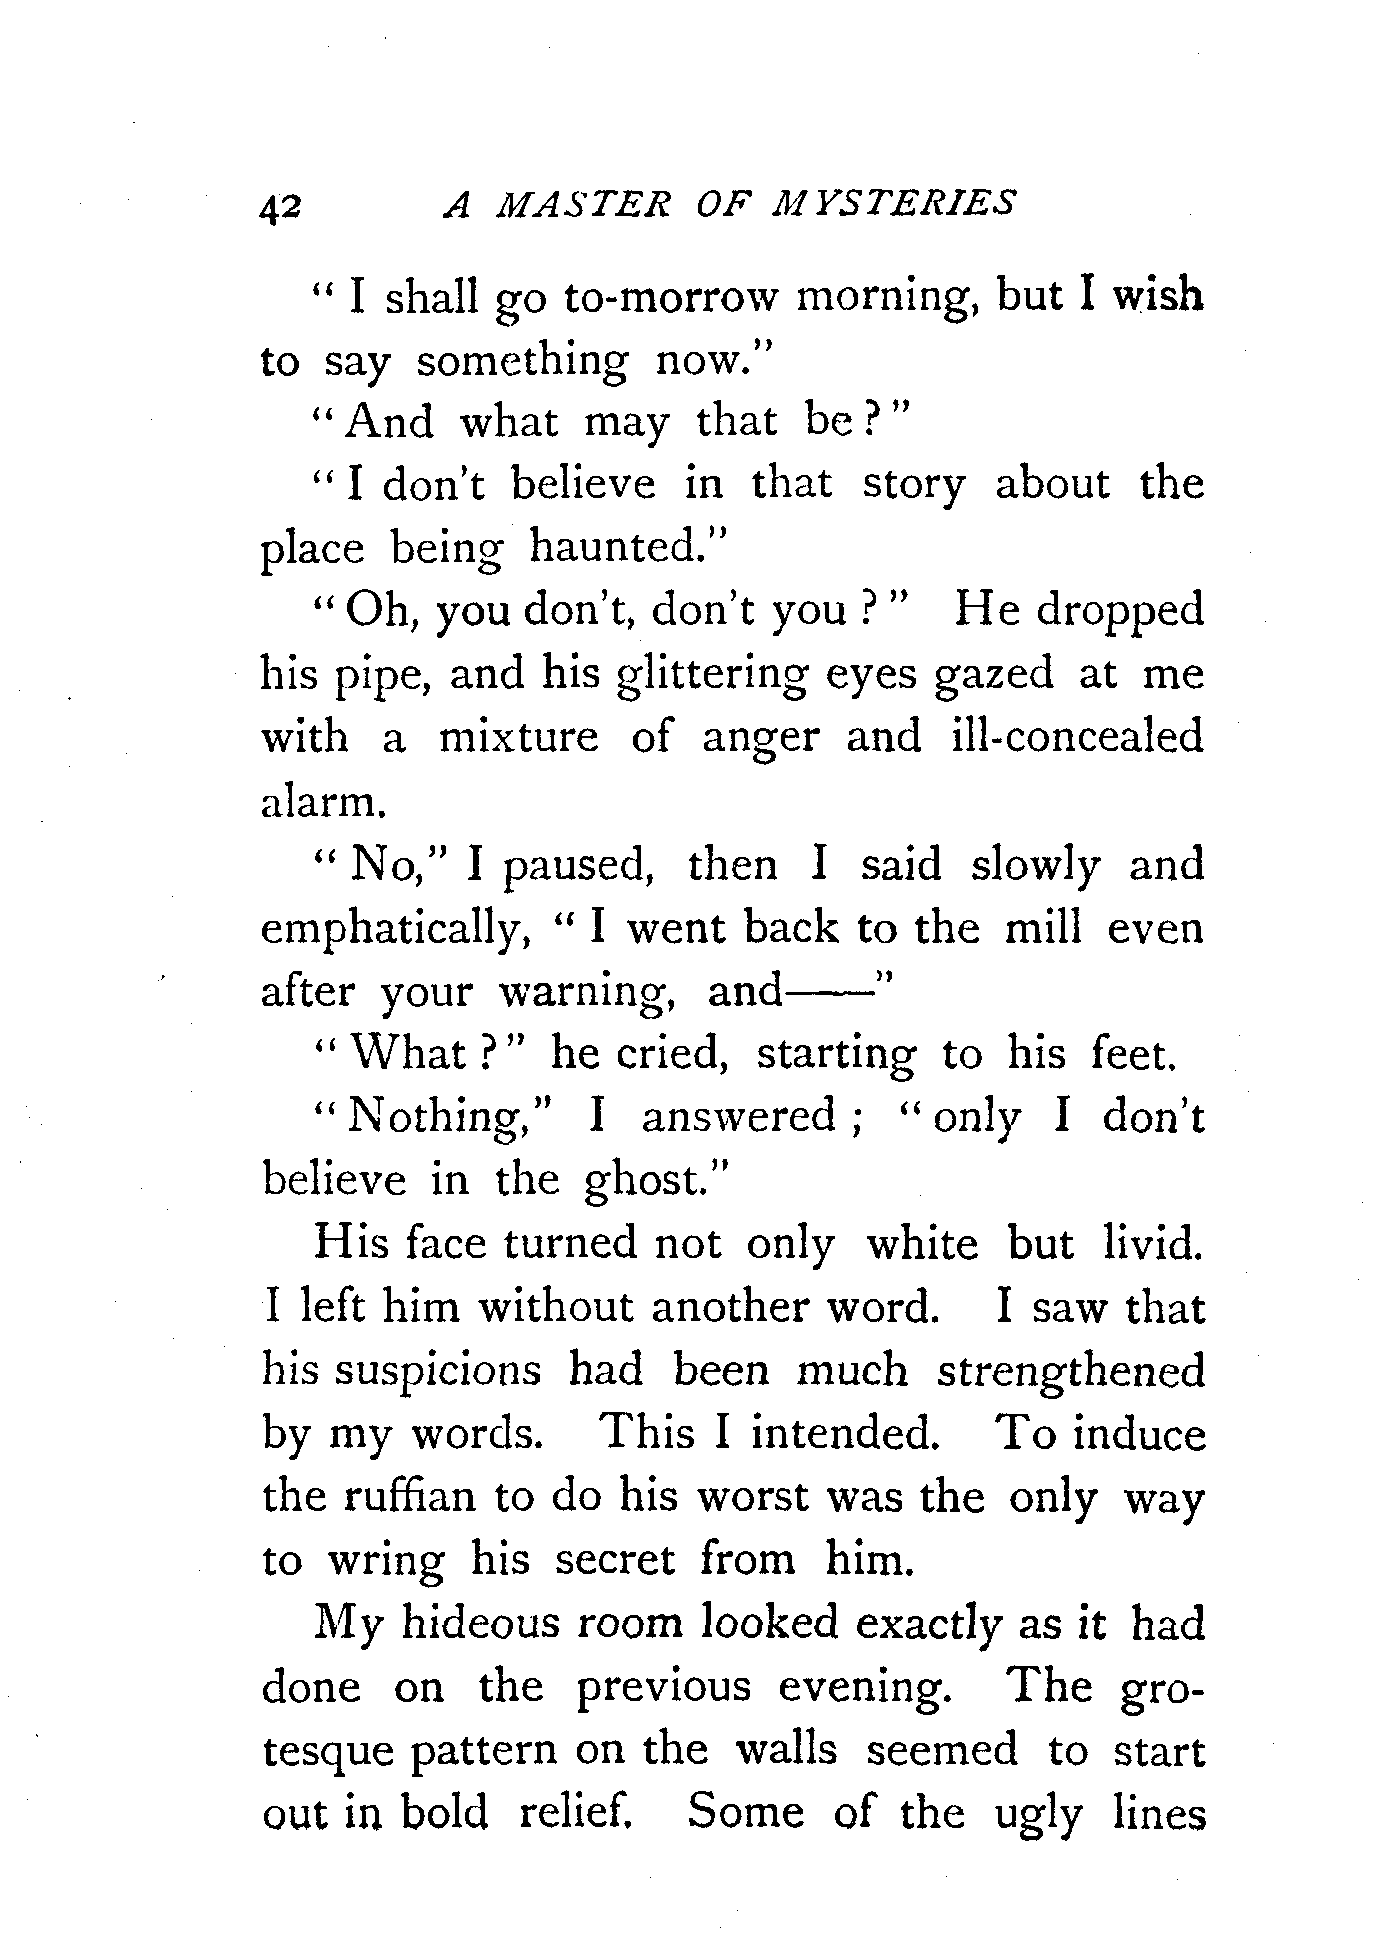 42 A MASTER OF MYSTERIES
“ I shall go to-morrow morning, but I wish
to say something now.”
“ And what may that be ? ”
“ I don't believe in that story about the
place being haunted.”
“ Oh, you don't, don't you ? ” He dropped
his pipe, and his glittering eyes gazed at me
with a mixture of anger and ill-concealed
alarm.
“ No,” I paused, then I said slowly and
emphatically, “ I went back to the mill even
after your warning, and——”
“ What ? ” he cried, starting to his feet.
“ Nothing,” I answered ; “ only I don't
believe in the ghost.”
His face turned not only white but livid.
I left him without another word. I saw that
his suspicions had been much strengthened
by my words. This I intended. To induce
the ruffian to do his worst was the only way
to wring his secret from him.
My hideous room looked exactly as it had
done on the previous evening. The gro-
tesque pattern on the walls seemed to start
out in bold relief. Some of the ugly lines